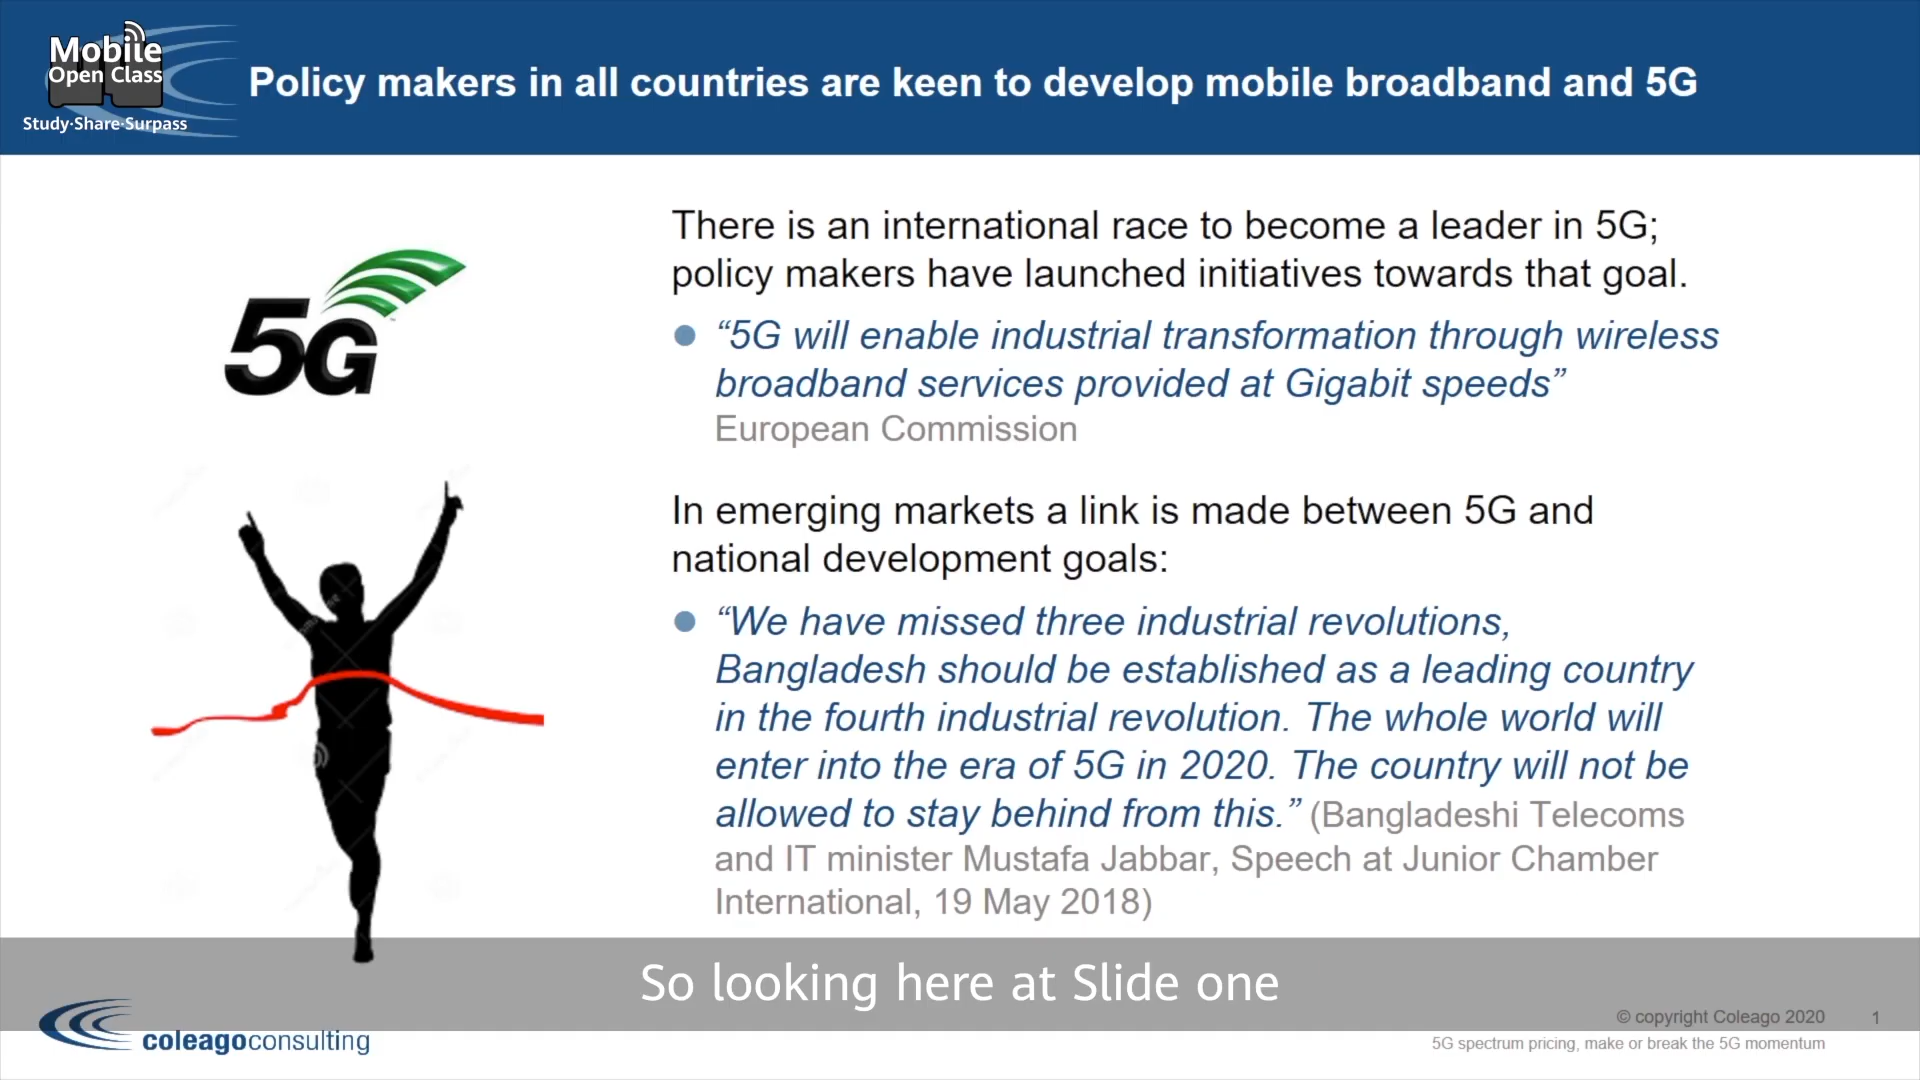 Mobile
Open Class
Study·Share·Surpass
Policy makers in all countries are keen to develop mobile broadband and 5G
5G
There is an international race to become a leader in 5G;
policy makers have launched initiatives towards that goal.
“5G will enable industrial transformation through wireless
broadband services provided at Gigabit speeds”
European Commission
In emerging markets a link is made between 5G and
national development goals:
“We have missed three industrial revolutions,
Bangladesh should be established as a leading country
in the fourth industrial revolution. The whole world will
enter into the era of 5G in 2020. The country will not be
allowed to stay behind from this.” (Bangladeshi Telecoms
and IT minister Mustafa Jabbar, Speech at Junior Chamber
International, 19 May 2018)
So looking here at Slide one
coleagoconsulting
© copyright Coleago 2020 1
5G spectrum pricing, make or break the 5G momentum